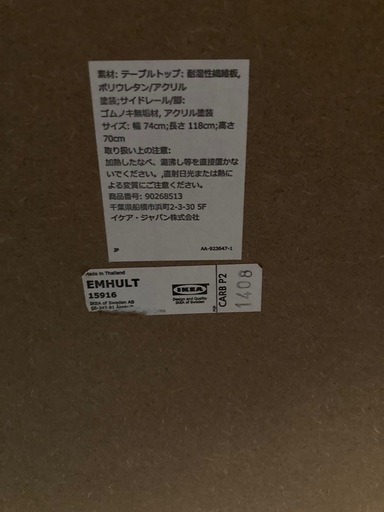 素材: テーブルトップ: 耐湿性繊維板,
ポリウレタン/アクリル
塗装;サイドレール/脚:
ゴムノキ無垢材, アクリル塗装
サイズ: 幅 74cm;長さ 118cm;高さ
70cm
取り扱い上の注意:
加熱したなべ、湯沸し等を直接置かな
いでください。;直射日光または熱によ
る変質にご注意ください。
商品番号: 90268513
千葉県船橋市浜町2-3-30 5F
イケア・ジャパン株式会社
JP
AA-923647-1
Made in Thailand
EMHULT
15916
IKEA of Sweden AB
SE-343 81
IKEA
Design and Quality
IKEA of Sweden
CARB P2
1408